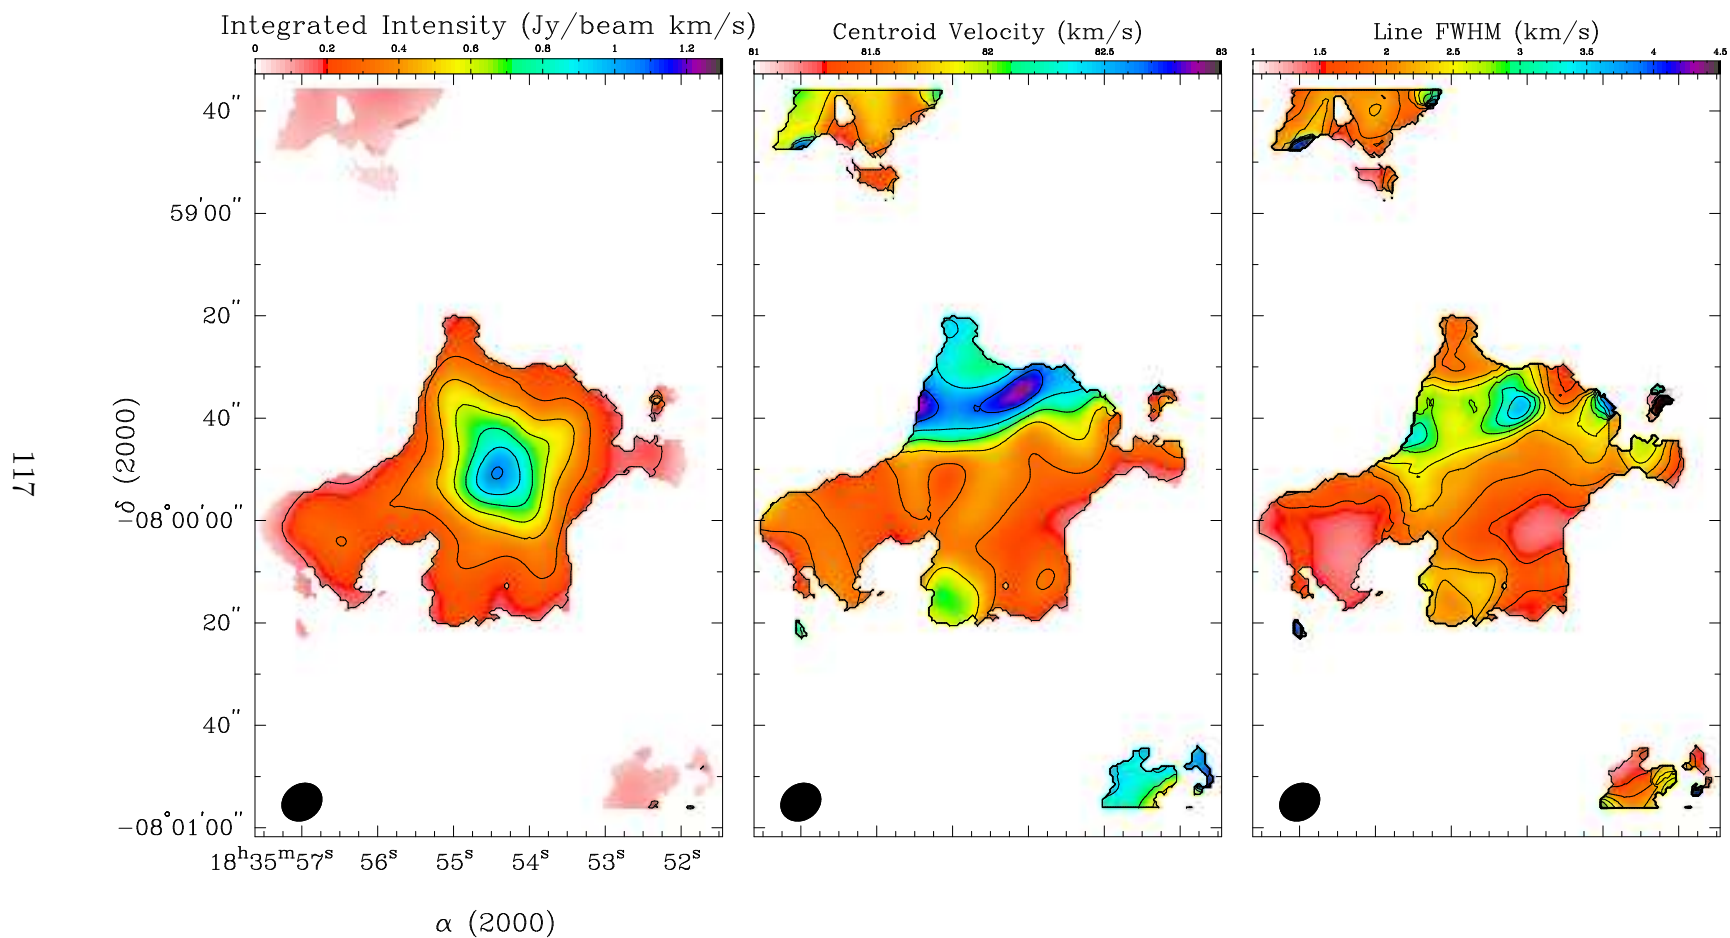 Integrated Intensity (Jy/beam km/s)
0 0.2 0.4 0.6 0.8 1 1.2
Centroid Velocity (km/s)
81 81.5 82 82.5 83
Line FWHM (km/s)
1 1.5 2 2.5 3 3.5 4 4.5
40″
59′00″
20″
40″
−08°00′00″
20″
40″
−08°01′00″
δ (2000)
18ʰ35ᵐ57ˢ 56ˢ 55ˢ 54ˢ 53ˢ 52ˢ
α (2000)
117